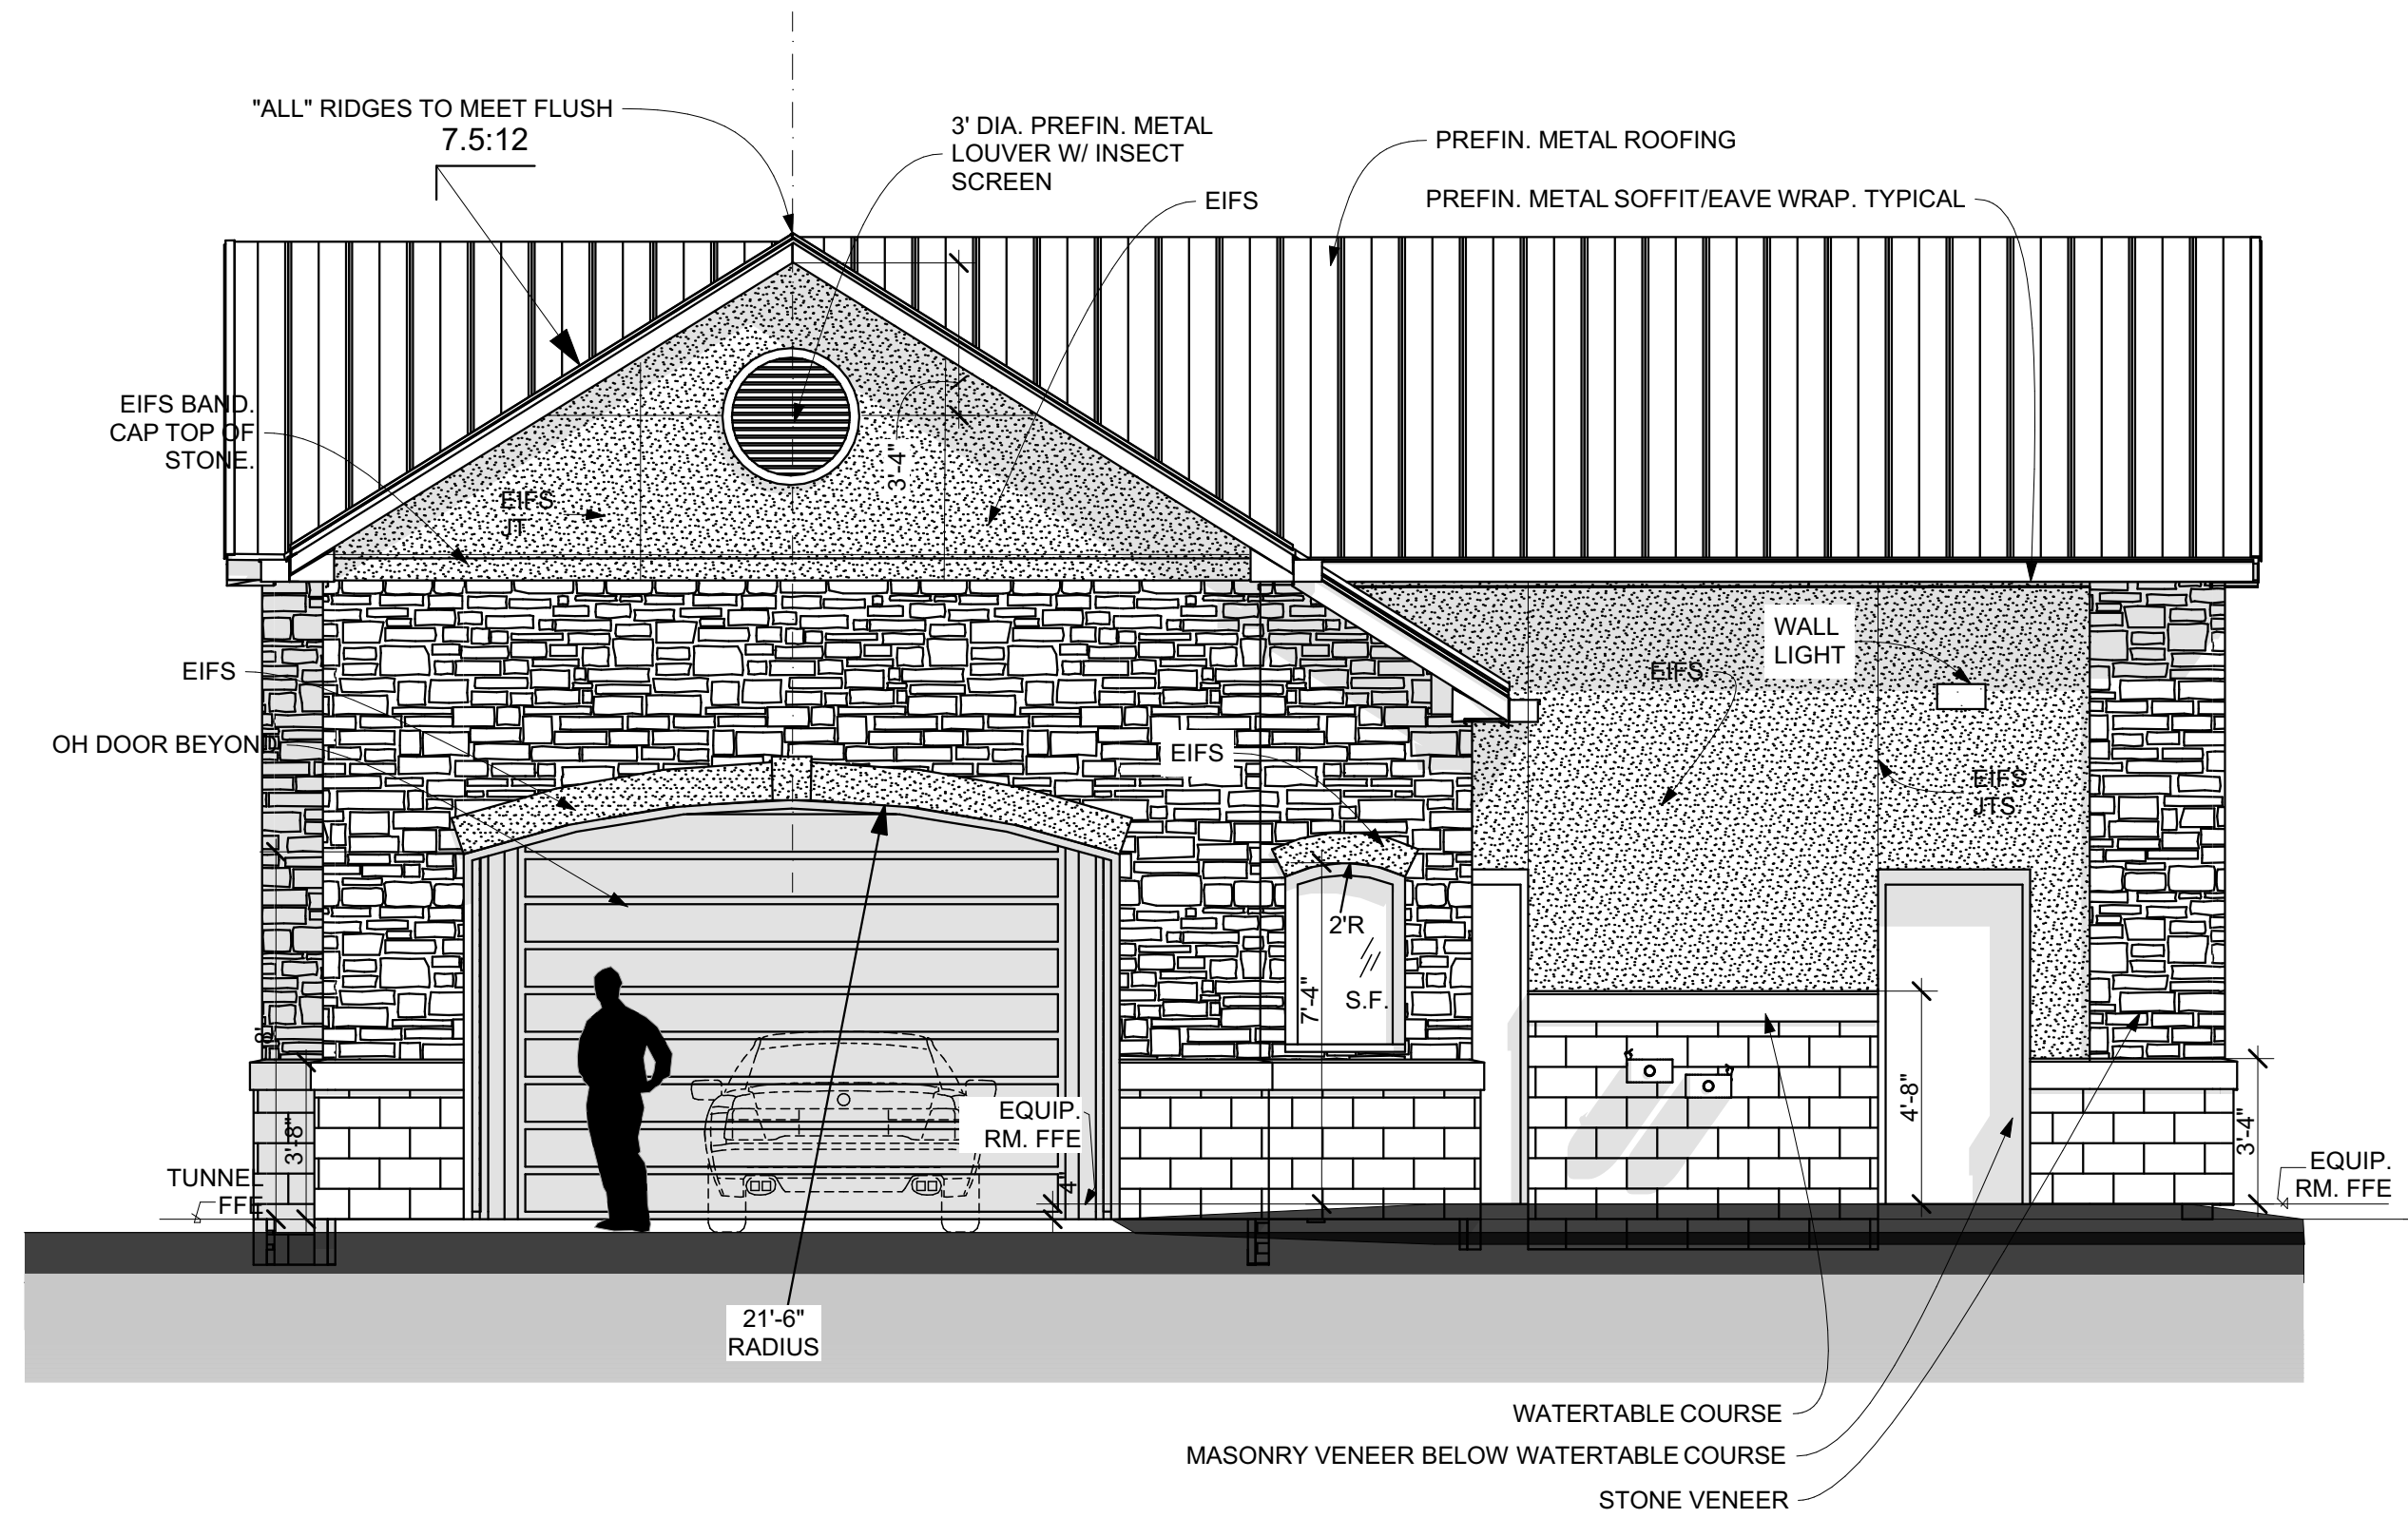 "ALL" RIDGES TO MEET FLUSH
7.5:12
3' DIA. PREFIN. METAL
LOUVER W/ INSECT
SCREEN
PREFIN. METAL ROOFING
EIFS
PREFIN. METAL SOFFIT/EAVE WRAP. TYPICAL
EIFS BAND.
CAP TOP OF
STONE.
3'-4"
EIFS
JT
WALL
LIGHT
EIFS
EIFS
OH DOOR BEYOND
EIFS
EIFS
JTS
2'R
7'-4"
S.F.
8'
4'-8"
EQUIP.
RM. FFE
3'-8"
3'-4"
TUNNEL
FFE
4"
EQUIP.
RM. FFE
21'-6"
RADIUS
WATERTABLE COURSE
MASONRY VENEER BELOW WATERTABLE COURSE
STONE VENEER